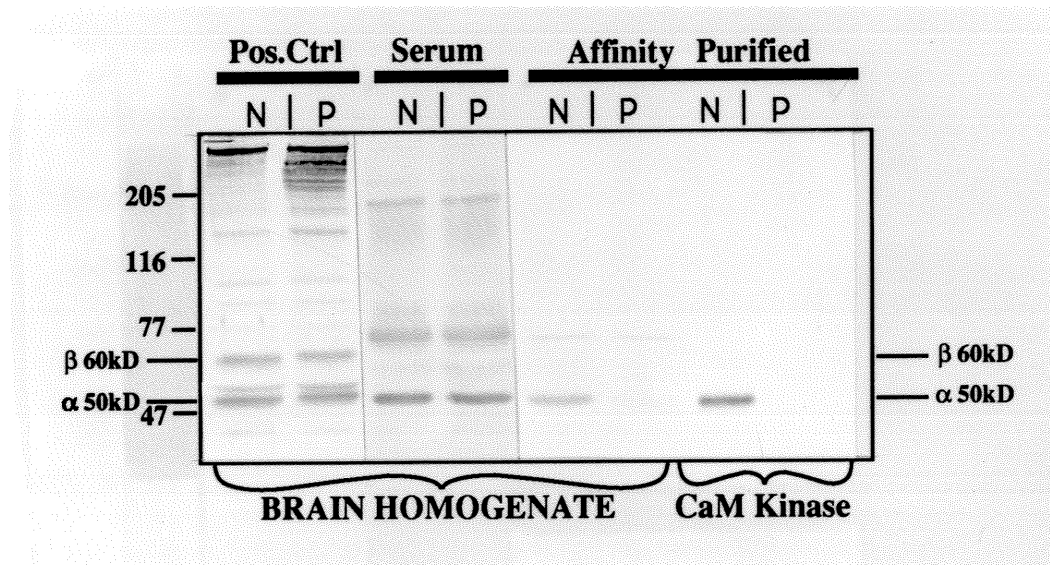 Pos.Ctrl Serum Affinity Purified
N | P N | P N | P N | P
205
116
77
β 60kD β 60kD
α 50kD α 50kD
47
BRAIN HOMOGENATE CaM Kinase